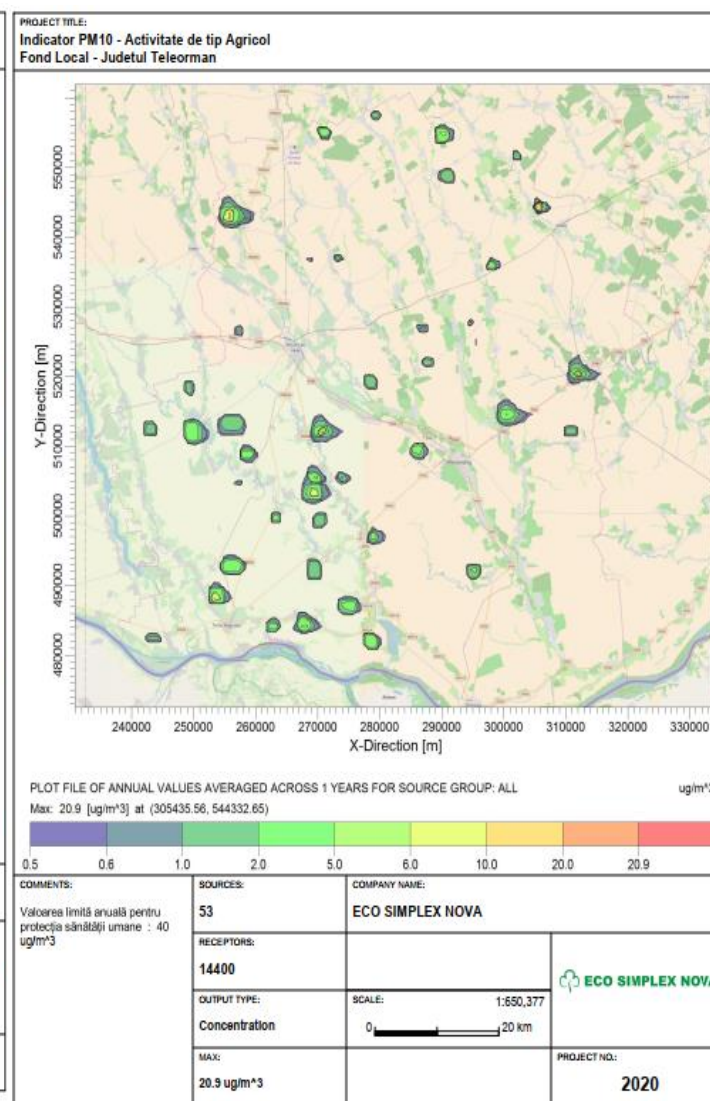 PROJECT TITLE:
Indicator PM10 - Activitate de tip Agricol
Fond Local - Judetul Teleorman
Y-Direction [m]
550000
540000
530000
520000
510000
500000
490000
480000
240000 250000 260000 270000 280000 290000 300000 310000 320000 330000
X-Direction [m]
PLOT FILE OF ANNUAL VALUES AVERAGED ACROSS 1 YEARS FOR SOURCE GROUP: ALL
ug/m^3
Max: 20.9 [ug/m^3] at (305435.56, 544332.65)
0.5 0.6 1.0 2.0 5.0 6.0 10.0 20.0 20.9
COMMENTS:
Valoarea limită anuală pentru
protecția sănătății umane : 40
ug/m^3
SOURCES:
53
COMPANY NAME:
ECO SIMPLEX NOVA
RECEPTORS:
14400
OUTPUT TYPE:
Concentration
SCALE: 1:650,377
0 20 km
ECO SIMPLEX NOVA
MAX:
20.9 ug/m^3
PROJECT NO.:
2020